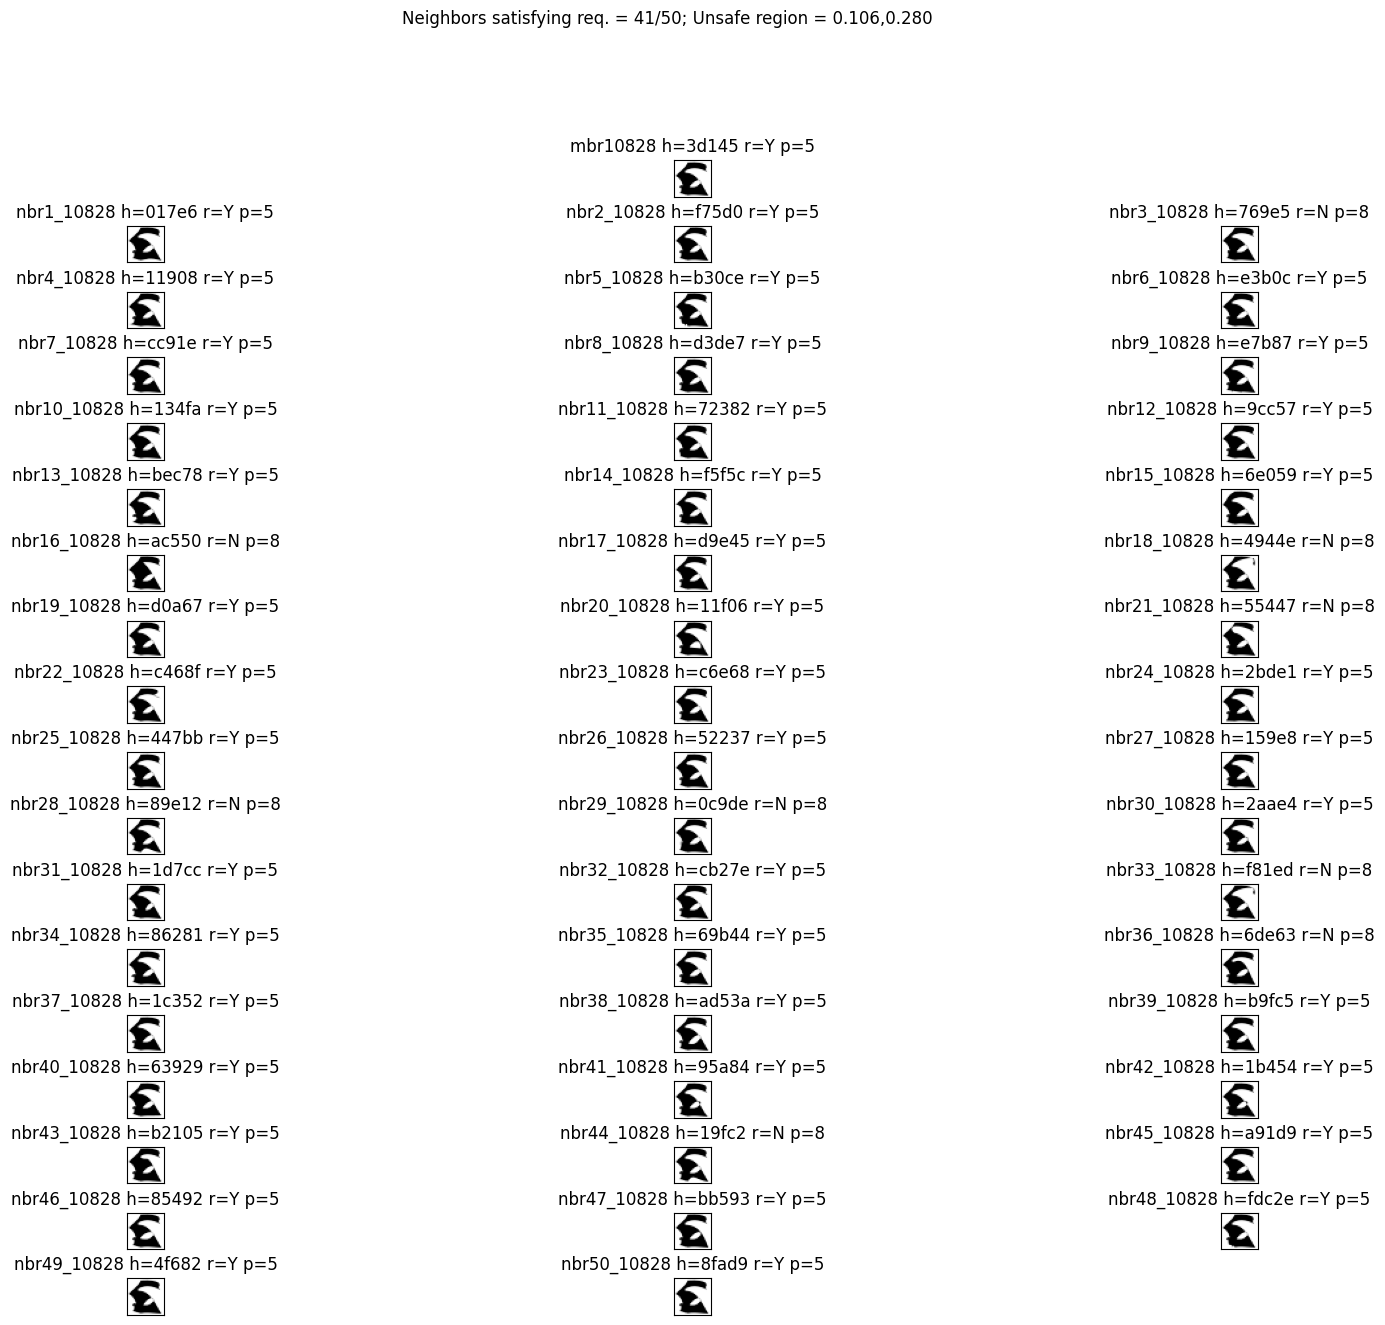 Neighbors satisfying req. = 41/50; Unsafe region = 0.106,0.280
mbr10828 h=3d145 r=Y p=5
nbr1_10828 h=017e6 r=Y p=5
nbr2_10828 h=f75d0 r=Y p=5
nbr3_10828 h=769e5 r=N p=8
nbr4_10828 h=11908 r=Y p=5
nbr5_10828 h=b30ce r=Y p=5
nbr6_10828 h=e3b0c r=Y p=5
nbr7_10828 h=cc91e r=Y p=5
nbr8_10828 h=d3de7 r=Y p=5
nbr9_10828 h=e7b87 r=Y p=5
nbr10_10828 h=134fa r=Y p=5
nbr11_10828 h=72382 r=Y p=5
nbr12_10828 h=9cc57 r=Y p=5
nbr13_10828 h=bec78 r=Y p=5
nbr14_10828 h=f5f5c r=Y p=5
nbr15_10828 h=6e059 r=Y p=5
nbr16_10828 h=ac550 r=N p=8
nbr17_10828 h=d9e45 r=Y p=5
nbr18_10828 h=4944e r=N p=8
nbr19_10828 h=d0a67 r=Y p=5
nbr20_10828 h=11f06 r=Y p=5
nbr21_10828 h=55447 r=N p=8
nbr22_10828 h=c468f r=Y p=5
nbr23_10828 h=c6e68 r=Y p=5
nbr24_10828 h=2bde1 r=Y p=5
nbr25_10828 h=447bb r=Y p=5
nbr26_10828 h=52237 r=Y p=5
nbr27_10828 h=159e8 r=Y p=5
nbr28_10828 h=89e12 r=N p=8
nbr29_10828 h=0c9de r=N p=8
nbr30_10828 h=2aae4 r=Y p=5
nbr31_10828 h=1d7cc r=Y p=5
nbr32_10828 h=cb27e r=Y p=5
nbr33_10828 h=f81ed r=N p=8
nbr34_10828 h=86281 r=Y p=5
nbr35_10828 h=69b44 r=Y p=5
nbr36_10828 h=6de63 r=N p=8
nbr37_10828 h=1c352 r=Y p=5
nbr38_10828 h=ad53a r=Y p=5
nbr39_10828 h=b9fc5 r=Y p=5
nbr40_10828 h=63929 r=Y p=5
nbr41_10828 h=95a84 r=Y p=5
nbr42_10828 h=1b454 r=Y p=5
nbr43_10828 h=b2105 r=Y p=5
nbr44_10828 h=19fc2 r=N p=8
nbr45_10828 h=a91d9 r=Y p=5
nbr46_10828 h=85492 r=Y p=5
nbr47_10828 h=bb593 r=Y p=5
nbr48_10828 h=fdc2e r=Y p=5
nbr49_10828 h=4f682 r=Y p=5
nbr50_10828 h=8fad9 r=Y p=5